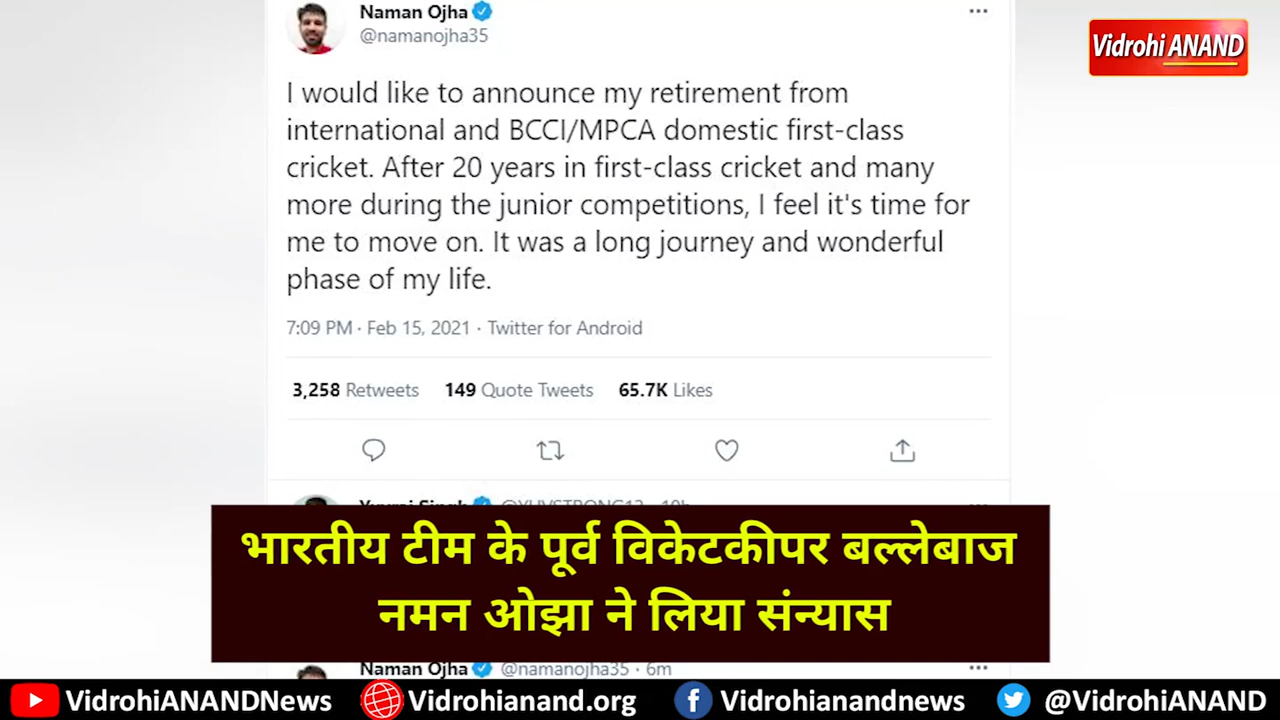 Naman Ojha
@namanojha35
Vidrohi ANAND
I would like to announce my retirement from
international and BCCI/MPCA domestic first-class
cricket. After 20 years in first-class cricket and many
more during the junior competitions, I feel it's time for
me to move on. It was a long journey and wonderful
phase of my life.
7:09 PM · Feb 15, 2021 · Twitter for Android
3,258 Retweets 149 Quote Tweets 65.7K Likes
Yuvraj Singh @YUVSTRONG12 · 10h
भारतीय टीम के पूर्व विकेटकीपर बल्लेबाज
नमन ओझा ने लिया संन्यास
Naman Ojha @namanojha35 · 6m
VidrohiANANDNews Vidrohianand.org Vidrohianandnews @VidrohiANAND